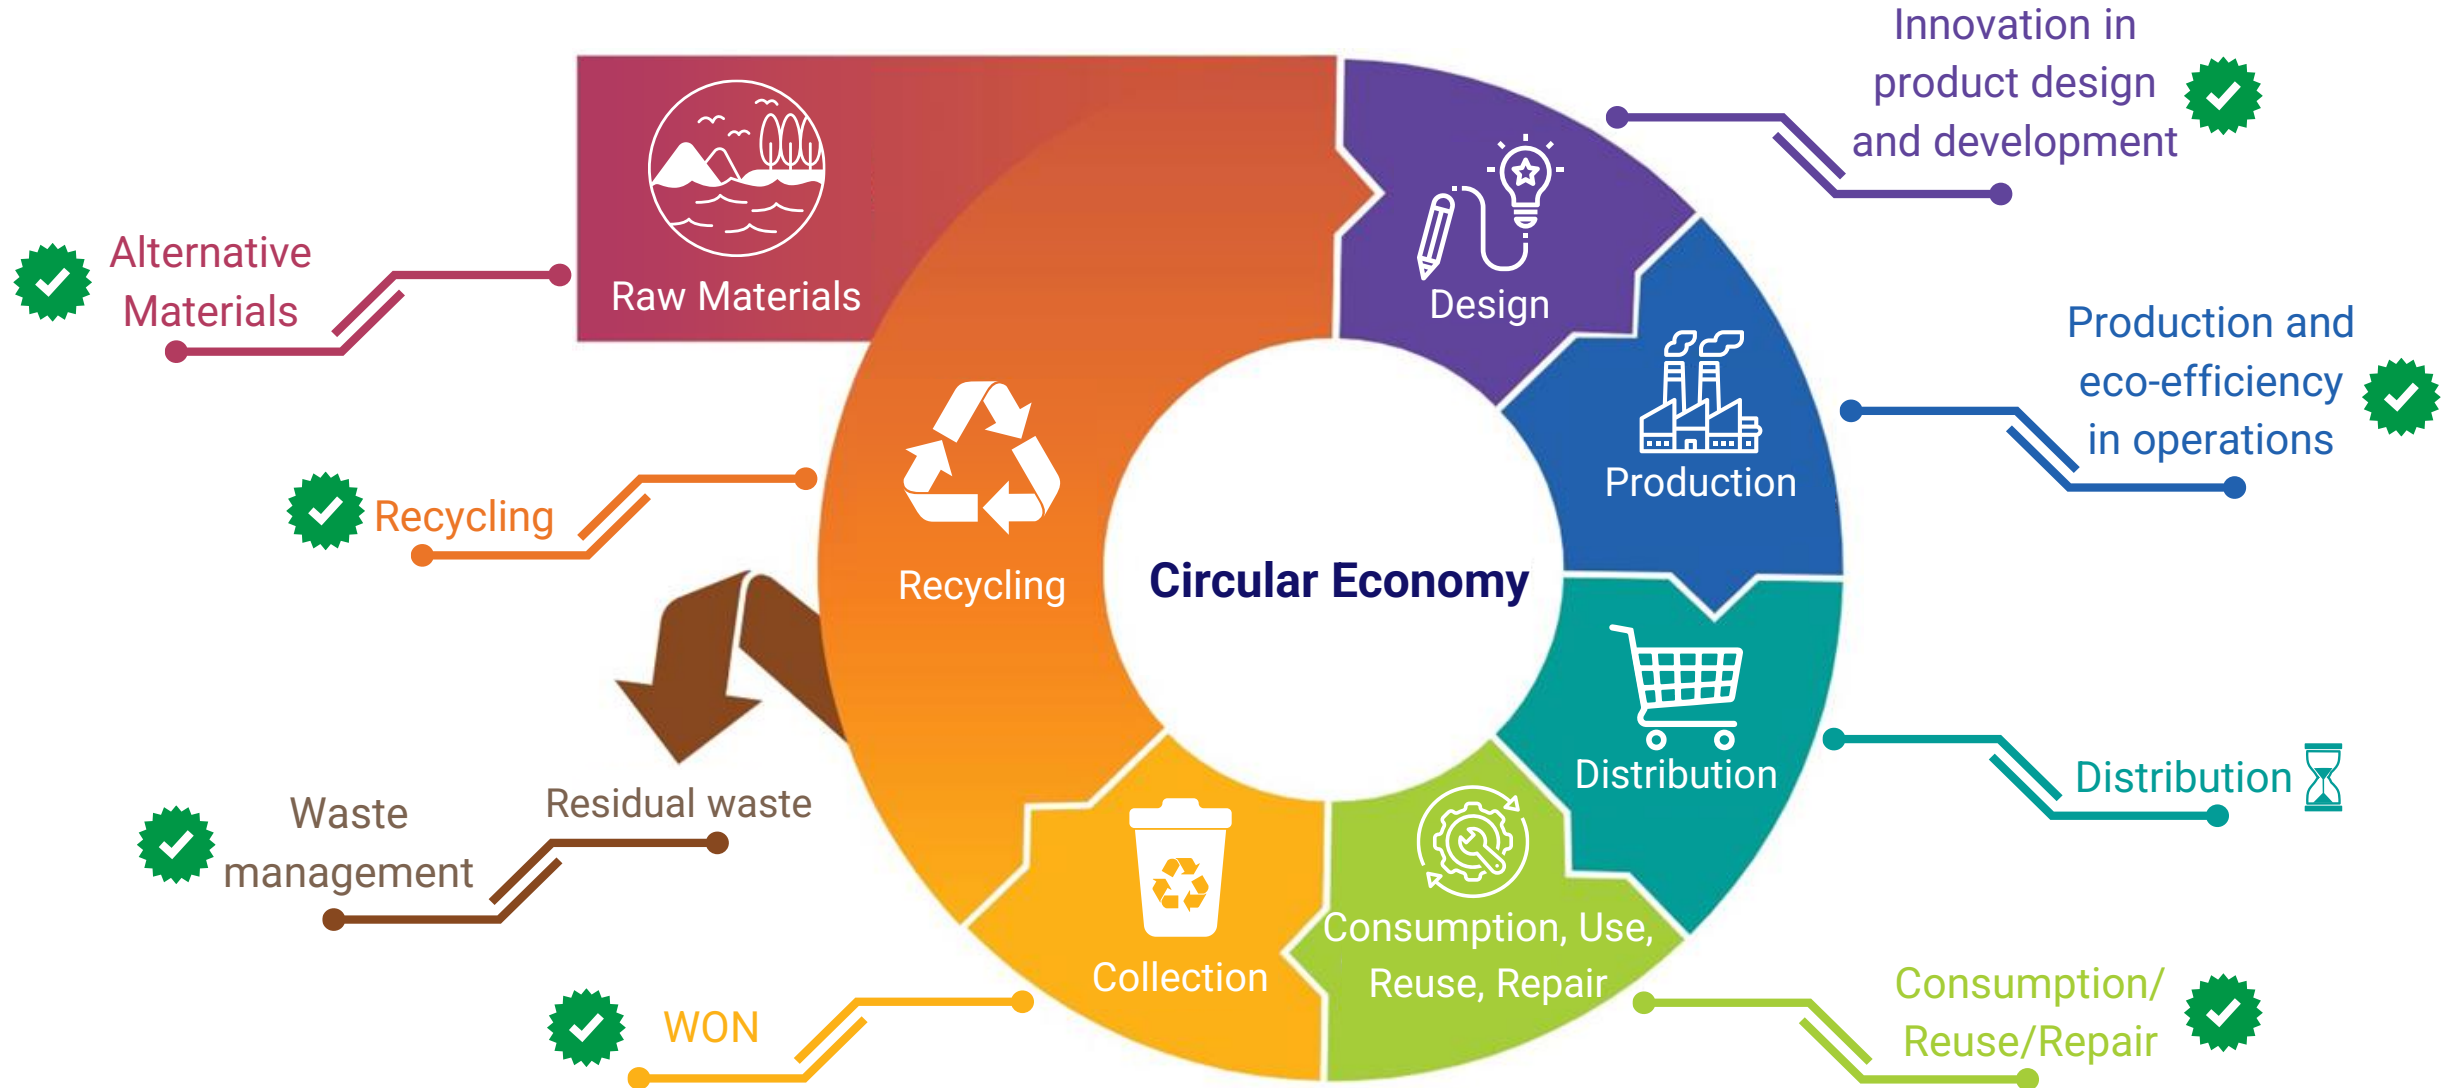 Innovation in
product design
and development
Raw Materials
Alternative
Materials
Design
Production and
eco-efficiency
in operations
Production
Recycling
Recycling
Circular Economy
Distribution
Distribution
Waste
management
Residual waste
Consumption, Use,
Reuse, Repair
Collection
Consumption/
Reuse/Repair
WON